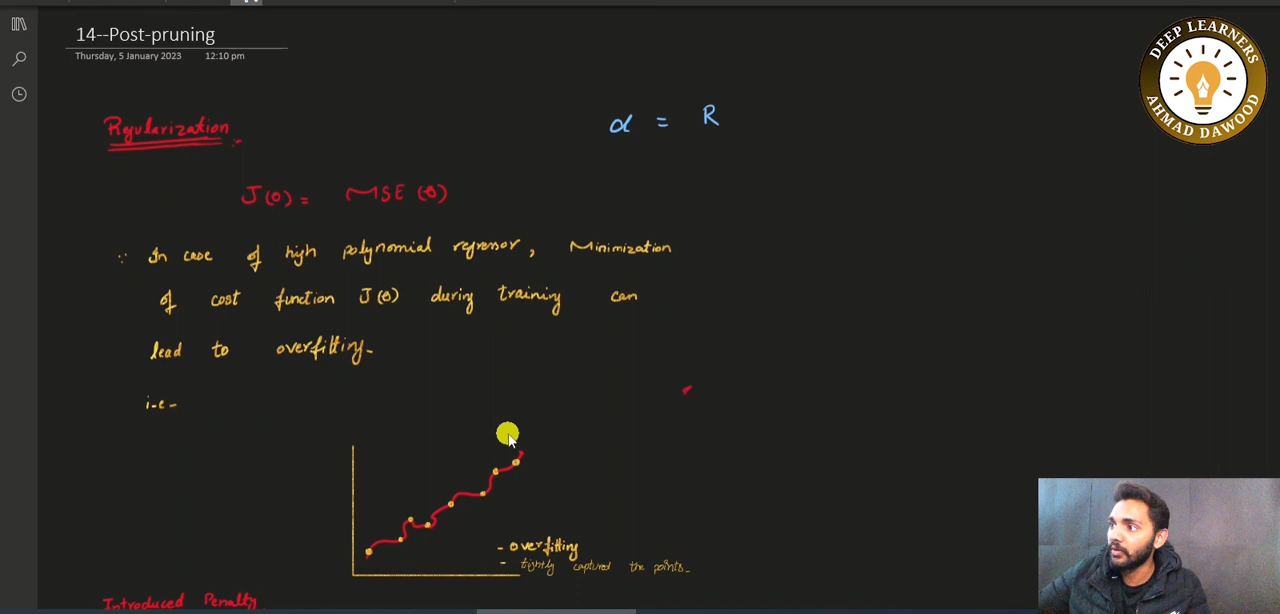 14--Post-pruning
Thursday, 5 January 2023 12:10 pm
DEEP LEARNERS
AHMAD DAWOOD
Regularization :-
α = R
J(θ) = MSE(θ)
∵ In case of high polynomial regressor, Minimization
of cost function J(θ) during training can
lead to overfitting-
i-e-
- overfitting
- tightly captured the points-
Introduced Penalty